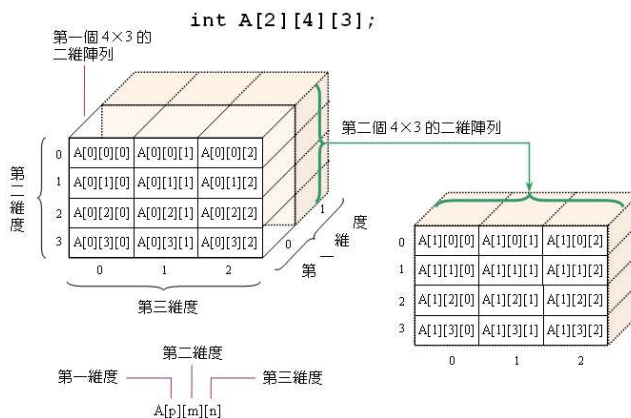 int A[2][4][3];
第一個 4×3 的
二維陣列
第二個 4×3 的二維陣列
第二維度
0 A[0][0][0] A[0][0][1] A[0][0][2]
1 A[0][1][0] A[0][1][1] A[0][1][2]
2 A[0][2][0] A[0][2][1] A[0][2][2]
3 A[0][3][0] A[0][3][1] A[0][3][2]
0 1 2
第三維度
0 1
第一維度
0 A[1][0][0] A[1][0][1] A[1][0][2]
1 A[1][1][0] A[1][1][1] A[1][1][2]
2 A[1][2][0] A[1][2][1] A[1][2][2]
3 A[1][3][0] A[1][3][1] A[1][3][2]
0 1 2
第二維度
第一維度 第三維度
A[p][m][n]